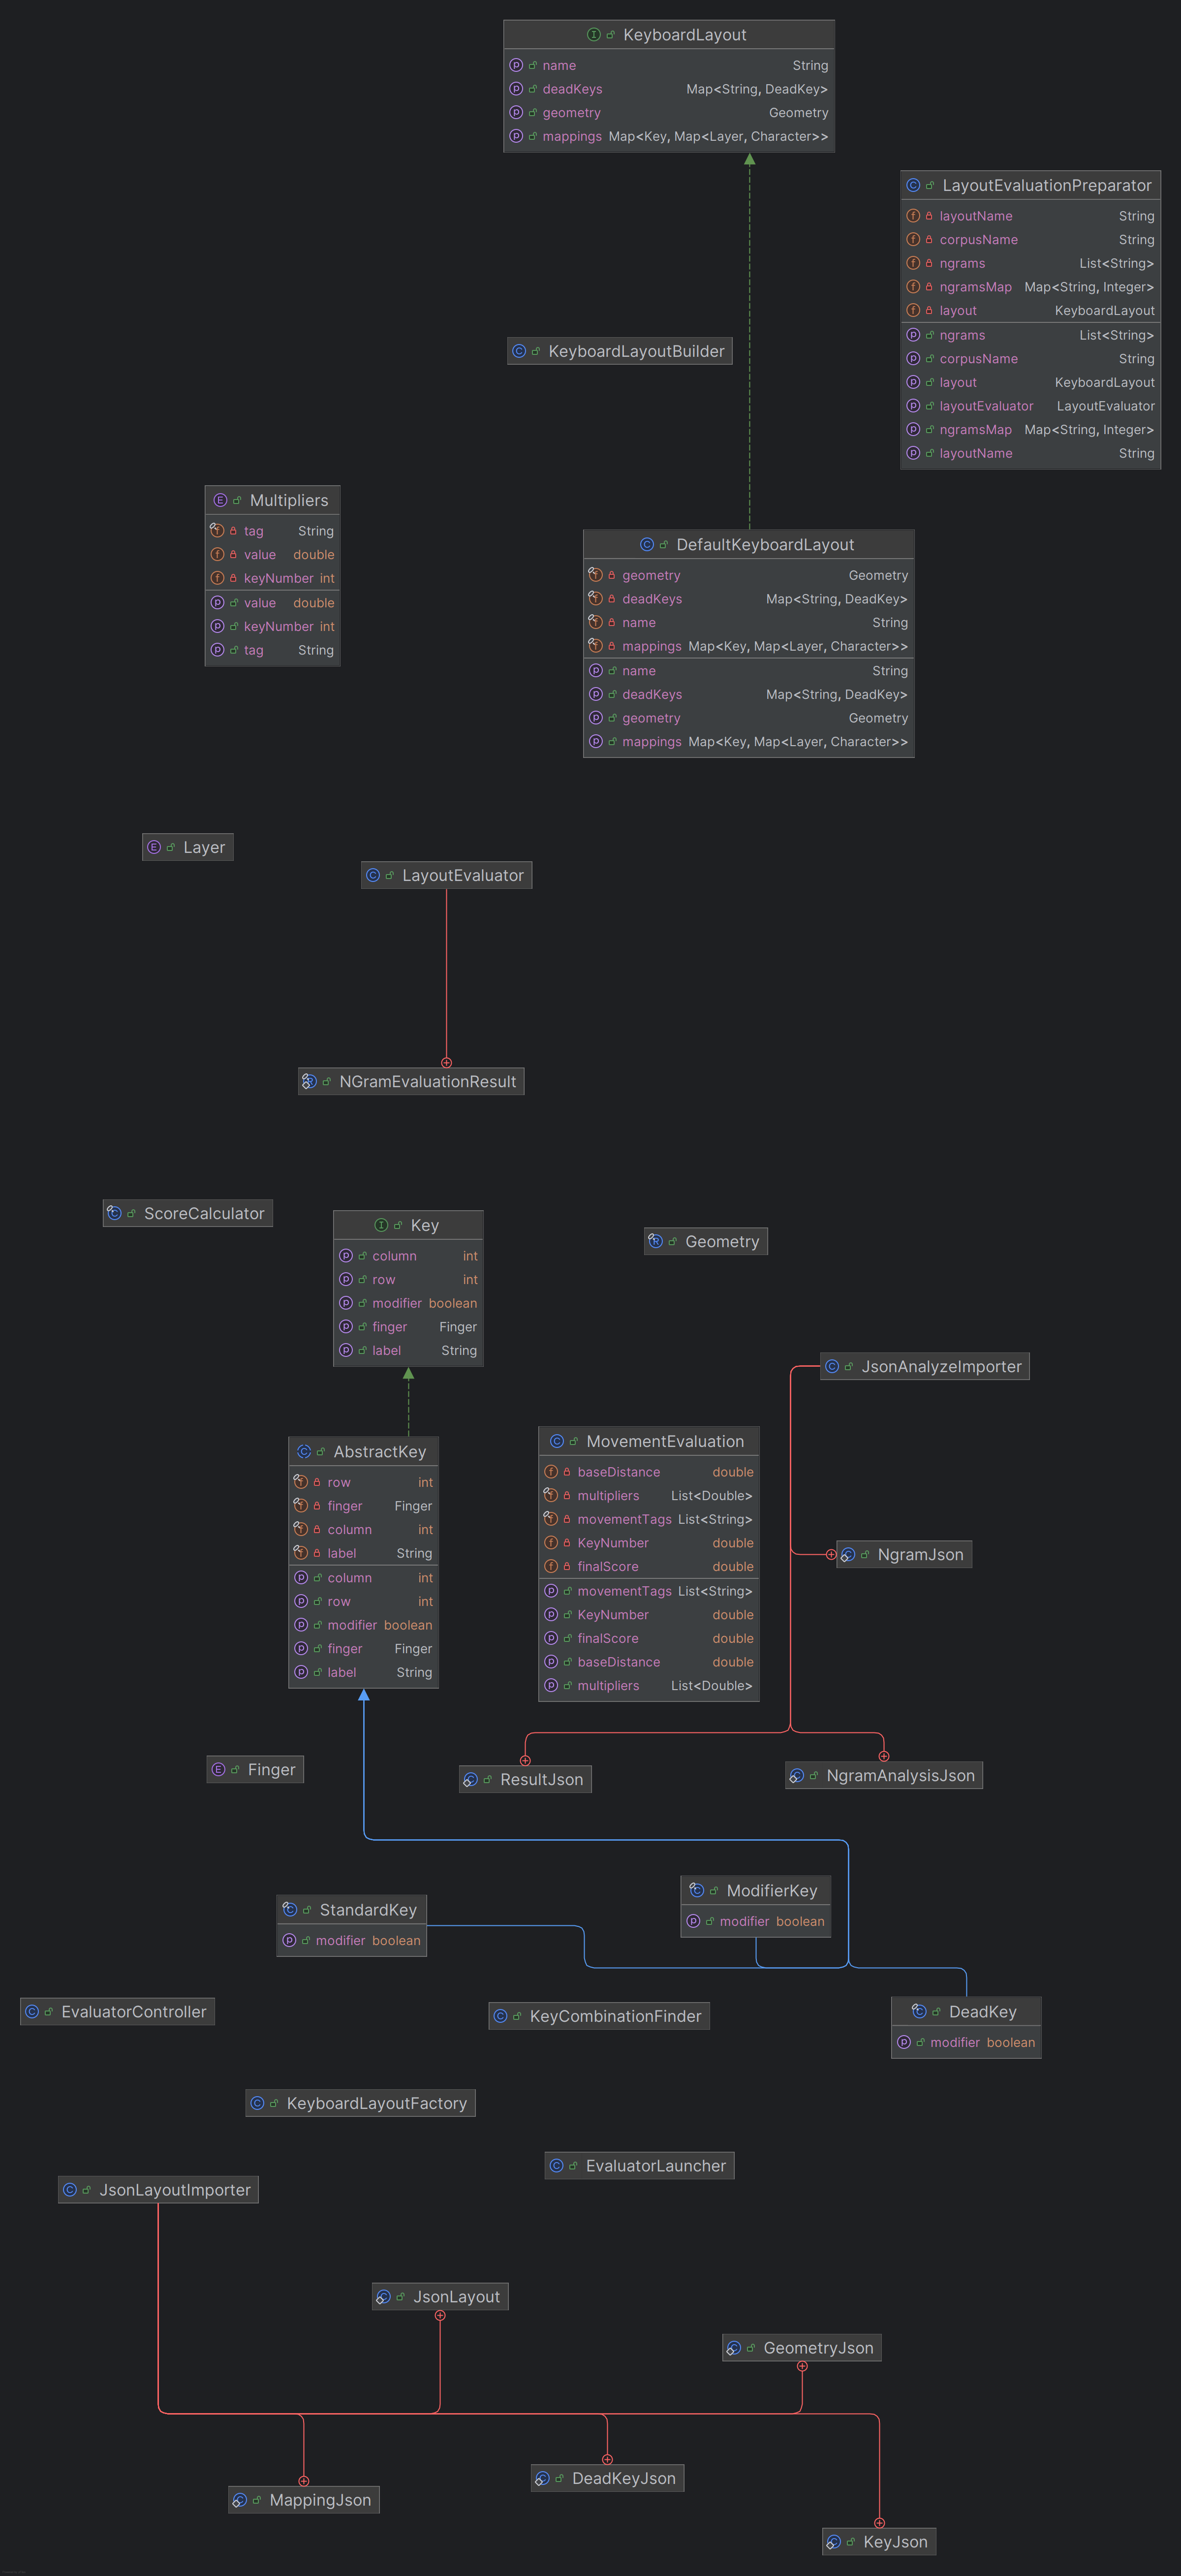 KeyboardLayout
name String
deadKeys Map<String, DeadKey>
geometry Geometry
mappings Map<Key, Map<Layer, Character>>
LayoutEvaluationPreparator
layoutName String
corpusName String
ngrams List<String>
ngramsMap Map<String, Integer>
layout KeyboardLayout
ngrams List<String>
corpusName String
layout KeyboardLayout
layoutEvaluator LayoutEvaluator
ngramsMap Map<String, Integer>
layoutName String
KeyboardLayoutBuilder
Multipliers
tag String
value double
keyNumber int
value double
keyNumber int
tag String
DefaultKeyboardLayout
geometry Geometry
deadKeys Map<String, DeadKey>
name String
mappings Map<Key, Map<Layer, Character>>
name String
deadKeys Map<String, DeadKey>
geometry Geometry
mappings Map<Key, Map<Layer, Character>>
Layer
LayoutEvaluator
NGramEvaluationResult
ScoreCalculator
Key
column int
row int
modifier boolean
finger Finger
label String
Geometry
JsonAnalyzeImporter
AbstractKey
row int
finger Finger
column int
label String
column int
row int
modifier boolean
finger Finger
label String
MovementEvaluation
baseDistance double
multipliers List<Double>
movementTags List<String>
KeyNumber double
finalScore double
movementTags List<String>
KeyNumber double
finalScore double
baseDistance double
multipliers List<Double>
NgramJson
Finger
ResultJson
NgramAnalysisJson
StandardKey
modifier boolean
ModifierKey
modifier boolean
EvaluatorController
KeyCombinationFinder
DeadKey
modifier boolean
KeyboardLayoutFactory
EvaluatorLauncher
JsonLayoutImporter
JsonLayout
GeometryJson
DeadKeyJson
MappingJson
KeyJson